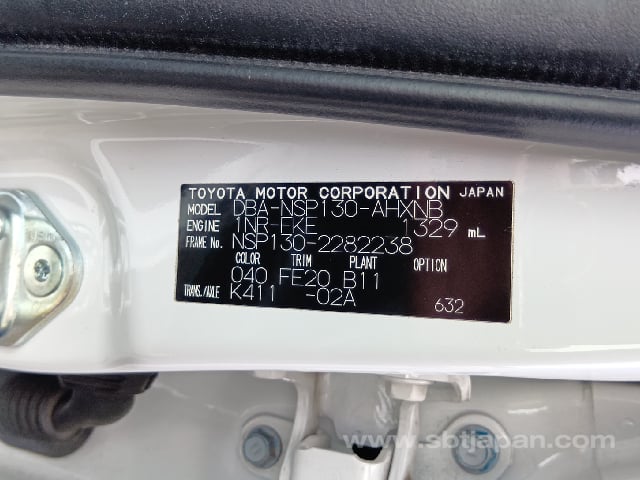 TOYOTA MOTOR CORPORATION JAPAN
MODEL DBA-NSP130-AHXNB
ENGINE 1NR-FKE 1329 mL
FRAME No. NSP130-2282238
COLOR TRIM PLANT OPTION
040 FE20 B11
TRANS./AXLE K411 -02A
632
www.sbtjapan.com